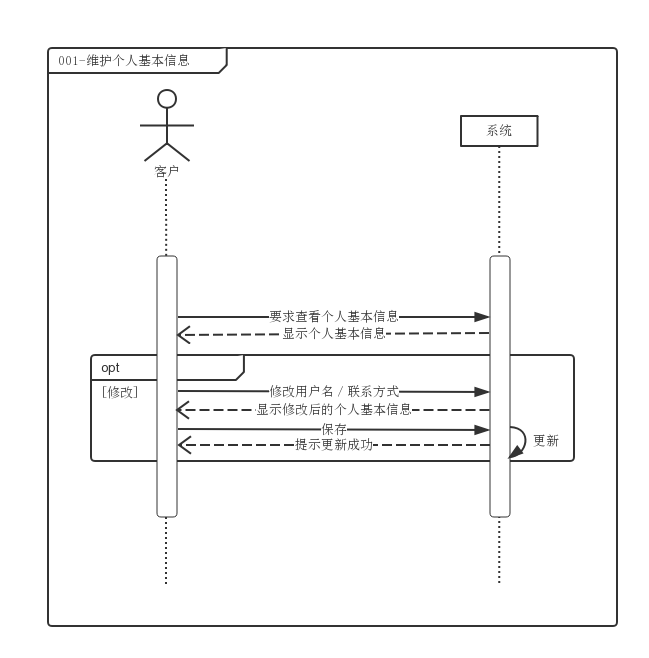 001-维护个人基本信息
系统
客户
要求查看个人基本信息
显示个人基本信息
opt
[修改]
修改用户名 / 联系方式
显示修改后的个人基本信息
保存
更新
提示更新成功